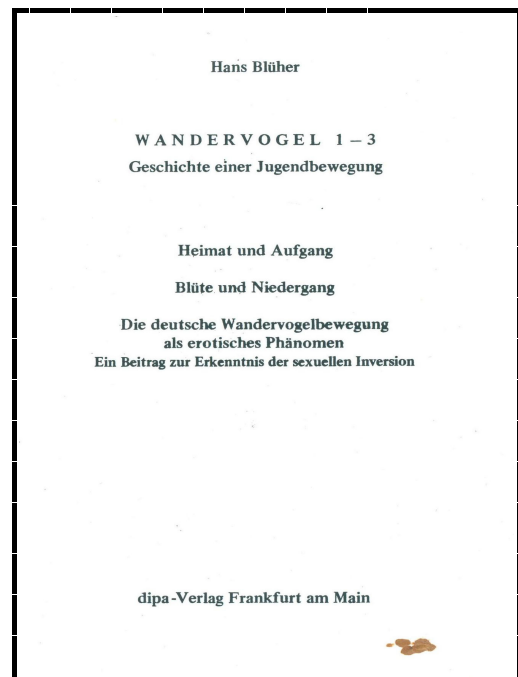 Hans Blüher
WANDERVOGEL 1 – 3
Geschichte einer Jugendbewegung
Heimat und Aufgang
Blüte und Niedergang
Die deutsche Wandervogelbewegung
als erotisches Phänomen
Ein Beitrag zur Erkenntnis der sexuellen Inversion
dipa-Verlag Frankfurt am Main